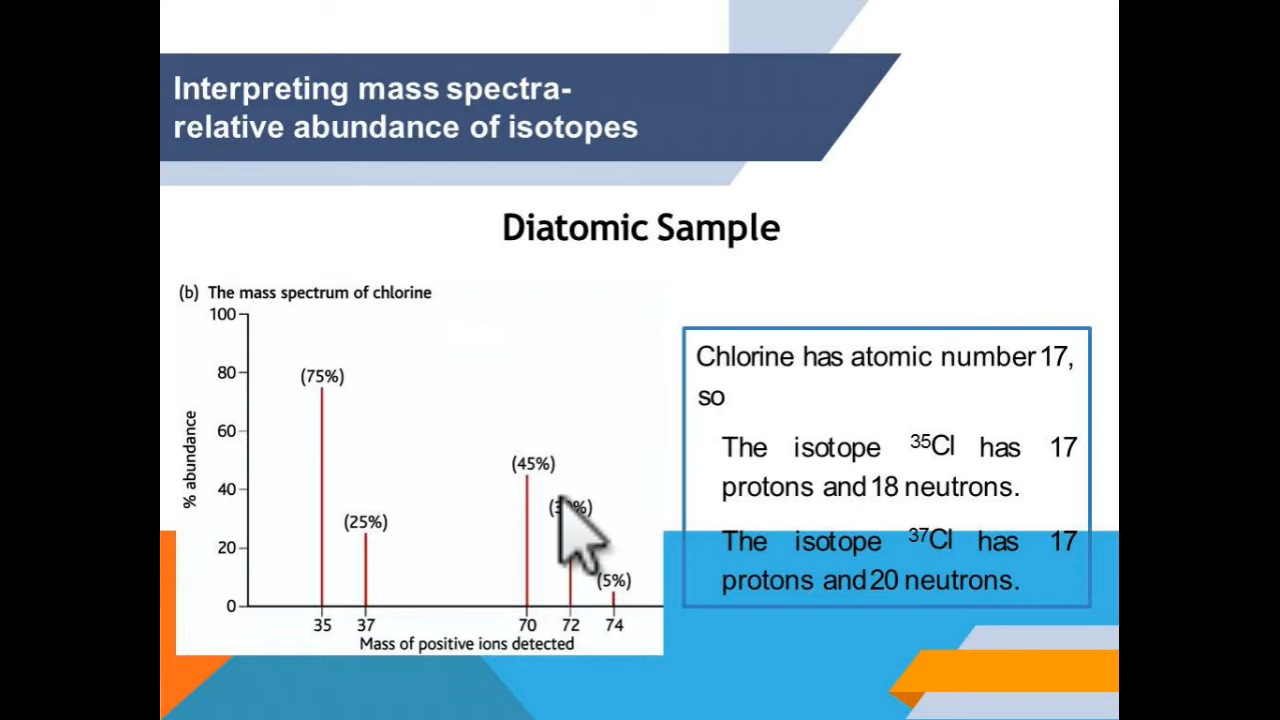 Interpreting mass spectra-
relative abundance of isotopes
Diatomic Sample
(b) The mass spectrum of chlorine
100
80
60
40
20
0
% abundance
(75%)
(25%)
(45%)
(5%)
35 37 70 72 74
Mass of positive ions detected
Chlorine has atomic number 17,
so
The isotope ³⁵Cl has 17
protons and 18 neutrons.
The isotope ³⁷Cl has 17
protons and 20 neutrons.